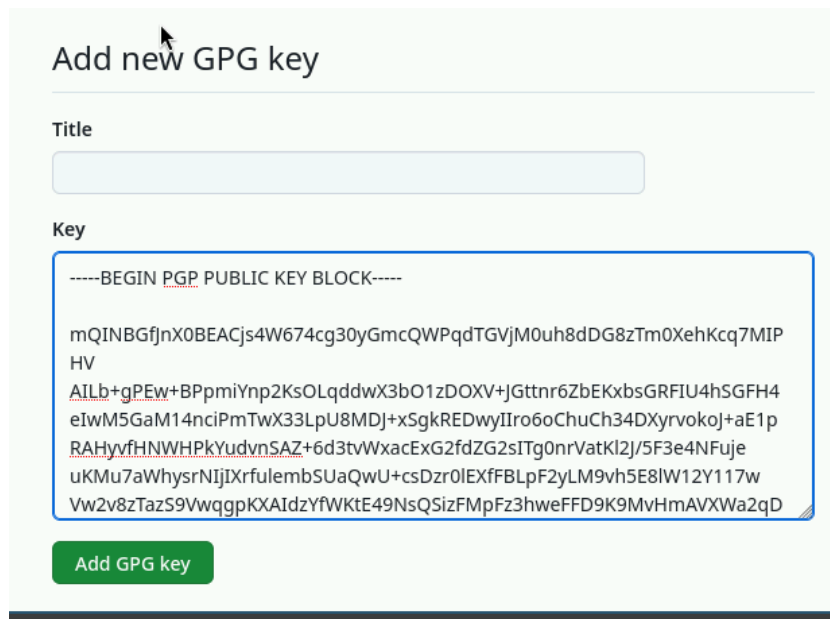 Add new GPG key
Title
Key
-----BEGIN PGP PUBLIC KEY BLOCK-----
mQINBGfJnX0BEACjs4W674cg30yGmcQWPqdTGVjM0uh8dDG8zTm0XehKcq7MIP
HV
AILb+gPEw+BPpmiYnp2KsOLqddwX3bO1zDOXV+JGttnr6ZbEKxbsGRFIU4hSGFH4
eIwM5GaM14nciPmTwX33LpU8MDJ+xSgkREDwyIIro6oChuCh34DXyrvokoJ+aE1p
RAHyvfHNWHPkYudvnSAZ+6d3tvWxacExG2fdZG2sITg0nrVatKl2J/5F3e4NFuje
uKMu7aWhysrNIjIXrfulembSUaQwU+csDzr0lEXfFBLpF2yLM9vh5E8lW12Y117w
Vw2v8zTazS9VwqgpKXAIdzYfWKtE49NsQSizFMpFz3hweFFD9K9MvHmAVXWa2qD
Add GPG key